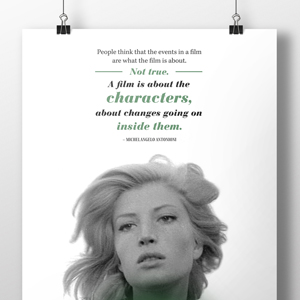 People think that the events in a film
are what the film is about.
Not true.
A film is about the
characters,
about changes going on
inside them.
- MICHELANGELO ANTONIONI